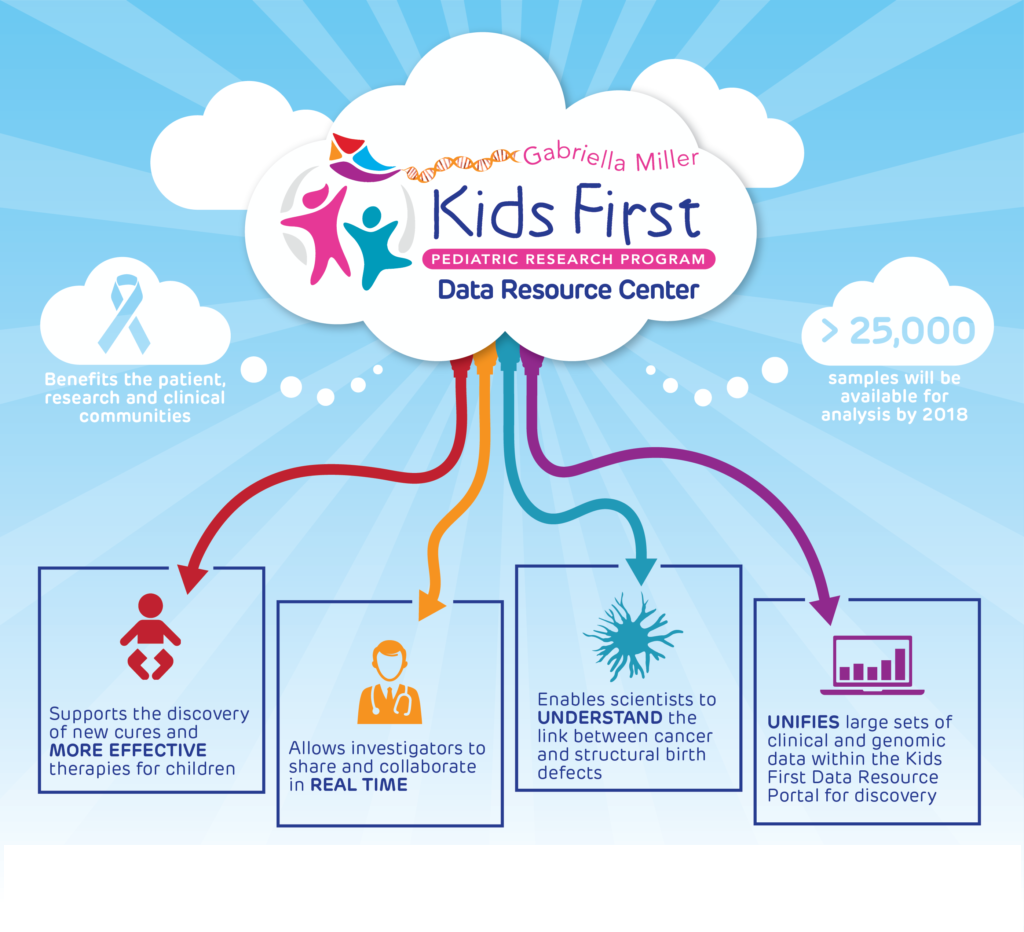 Gabriella Miller
Kids First
PEDIATRIC RESEARCH PROGRAM
Data Resource Center
Benefits the patient,
research and clinical
communities
> 25,000
samples will be
available for
analysis by 2018
Supports the discovery
of new cures and
MORE EFFECTIVE
therapies for children
Allows investigators to
share and collaborate
in REAL TIME
Enables scientists to
UNDERSTAND the
link between cancer
and structural birth
defects
UNIFIES large sets of
clinical and genomic
data within the Kids
First Data Resource
Portal for discovery